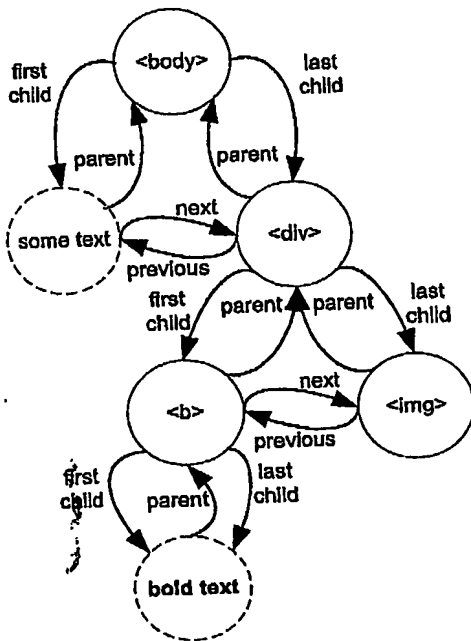 <body>
first
child
last
child
parent
parent
some text
next
<div>
previous
first
child
parent
parent
last
child
<b>
next
<img>
previous
first
child
parent
last
child
bold text